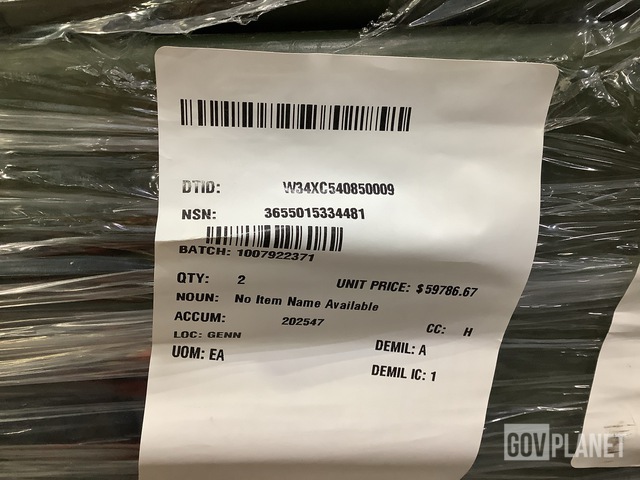 DTID: W34XC540850009
NSN: 3655015334481
BATCH: 1007922371
QTY: 2 UNIT PRICE: $59786.67
NOUN: No Item Name Available
ACCUM: 202547 CC: H
LOC: GENN
UOM: EA DEMIL: A
DEMIL IC: 1
GOVPLANET